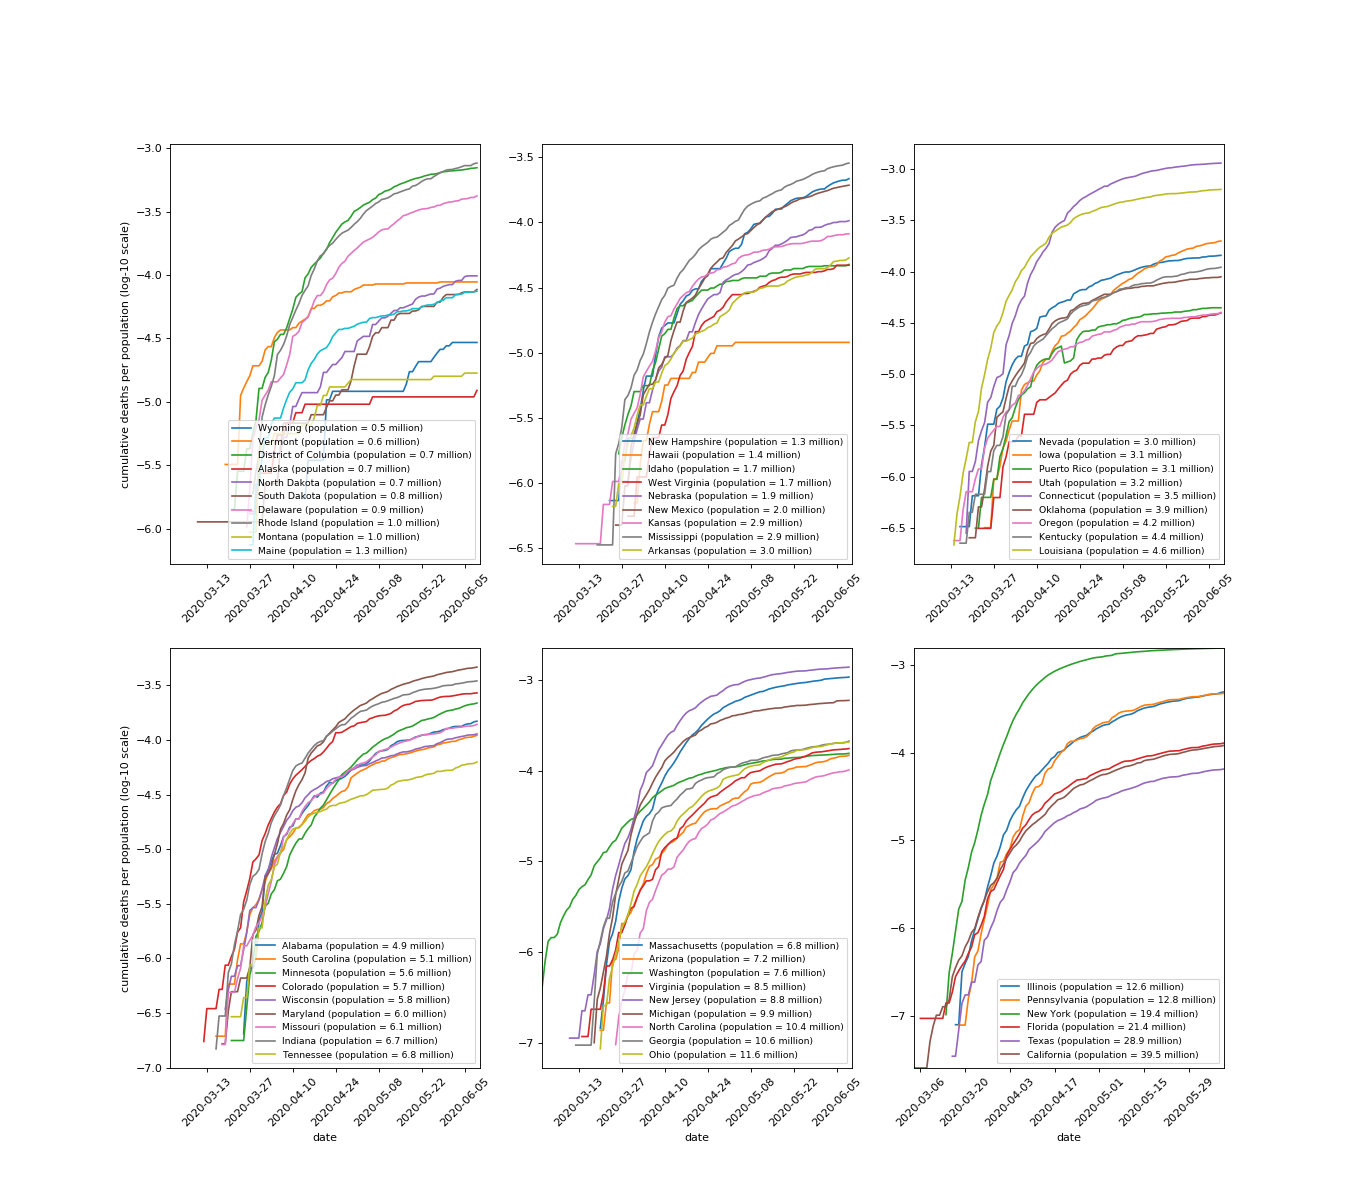 cumulative deaths per population (log-10 scale)
−3.0
−3.5
−4.0
−4.5
−5.0
−5.5
−6.0
Wyoming (population = 0.5 million)
Vermont (population = 0.6 million)
District of Columbia (population = 0.7 million)
Alaska (population = 0.7 million)
North Dakota (population = 0.7 million)
South Dakota (population = 0.8 million)
Delaware (population = 0.9 million)
Rhode Island (population = 1.0 million)
Montana (population = 1.0 million)
Maine (population = 1.3 million)
2020-03-13
2020-03-27
2020-04-10
2020-04-24
2020-05-08
2020-05-22
2020-06-05
−3.5
−4.0
−4.5
−5.0
−5.5
−6.0
−6.5
New Hampshire (population = 1.3 million)
Hawaii (population = 1.4 million)
Idaho (population = 1.7 million)
West Virginia (population = 1.7 million)
Nebraska (population = 1.9 million)
New Mexico (population = 2.0 million)
Kansas (population = 2.9 million)
Mississippi (population = 2.9 million)
Arkansas (population = 3.0 million)
2020-03-13
2020-03-27
2020-04-10
2020-04-24
2020-05-08
2020-05-22
2020-06-05
−3.0
−3.5
−4.0
−4.5
−5.0
−5.5
−6.0
−6.5
Nevada (population = 3.0 million)
Iowa (population = 3.1 million)
Puerto Rico (population = 3.1 million)
Utah (population = 3.2 million)
Connecticut (population = 3.5 million)
Oklahoma (population = 3.9 million)
Oregon (population = 4.2 million)
Kentucky (population = 4.4 million)
Louisiana (population = 4.6 million)
2020-03-13
2020-03-27
2020-04-10
2020-04-24
2020-05-08
2020-05-22
2020-06-05
cumulative deaths per population (log-10 scale)
−3.5
−4.0
−4.5
−5.0
−5.5
−6.0
−6.5
−7.0
Alabama (population = 4.9 million)
South Carolina (population = 5.1 million)
Minnesota (population = 5.6 million)
Colorado (population = 5.7 million)
Wisconsin (population = 5.8 million)
Maryland (population = 6.0 million)
Missouri (population = 6.1 million)
Indiana (population = 6.7 million)
Tennessee (population = 6.8 million)
2020-03-13
2020-03-27
2020-04-10
2020-04-24
2020-05-08
2020-05-22
2020-06-05
date
−3
−4
−5
−6
−7
Massachusetts (population = 6.8 million)
Arizona (population = 7.2 million)
Washington (population = 7.6 million)
Virginia (population = 8.5 million)
New Jersey (population = 8.8 million)
Michigan (population = 9.9 million)
North Carolina (population = 10.4 million)
Georgia (population = 10.6 million)
Ohio (population = 11.6 million)
2020-03-13
2020-03-27
2020-04-10
2020-04-24
2020-05-08
2020-05-22
2020-06-05
date
−3
−4
−5
−6
−7
Illinois (population = 12.6 million)
Pennsylvania (population = 12.8 million)
New York (population = 19.4 million)
Florida (population = 21.4 million)
Texas (population = 28.9 million)
California (population = 39.5 million)
2020-03-06
2020-03-20
2020-04-03
2020-04-17
2020-05-01
2020-05-15
2020-05-29
date